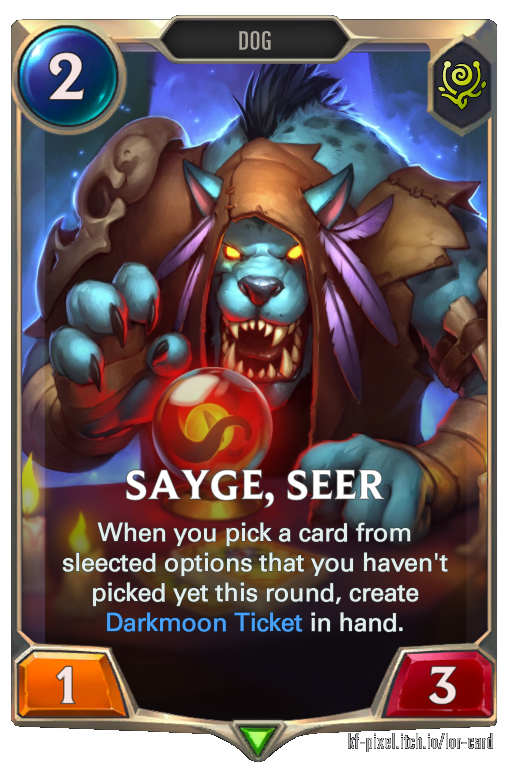 DOG
2
SAYGE, SEER
When you pick a card from
sleected options that you haven't
picked yet this round, create
Darkmoon Ticket in hand.
1
3
kf-pixel.itch.io/lor-card